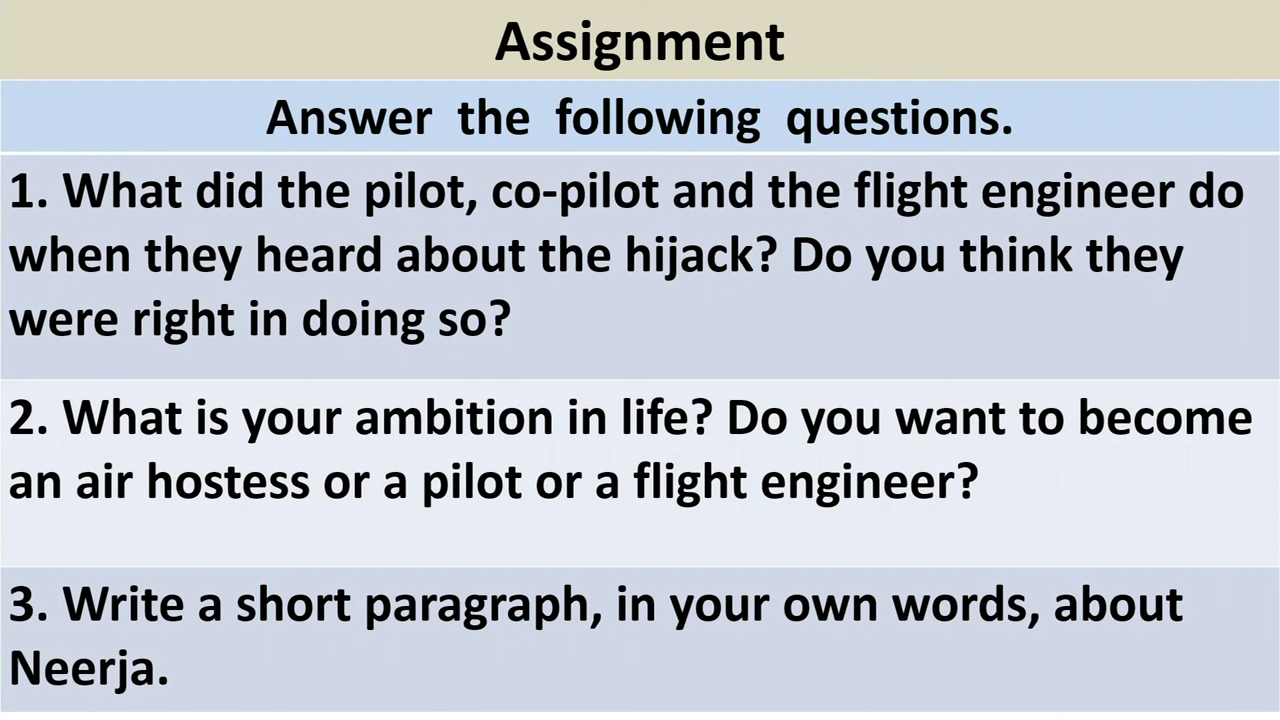 Assignment
Answer the following questions.
1. What did the pilot, co-pilot and the flight engineer do
when they heard about the hijack? Do you think they
were right in doing so?
2. What is your ambition in life? Do you want to become
an air hostess or a pilot or a flight engineer?
3. Write a short paragraph, in your own words, about
Neerja.